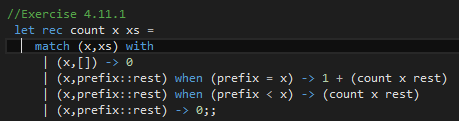 //Exercise 4.11.1
let rec count x xs =
match (x,xs) with
| (x,[]) -> 0
| (x,prefix::rest) when (prefix = x) -> 1 + (count x rest)
| (x,prefix::rest) when (prefix < x) -> (count x rest)
| (x,prefix::rest) -> 0;;